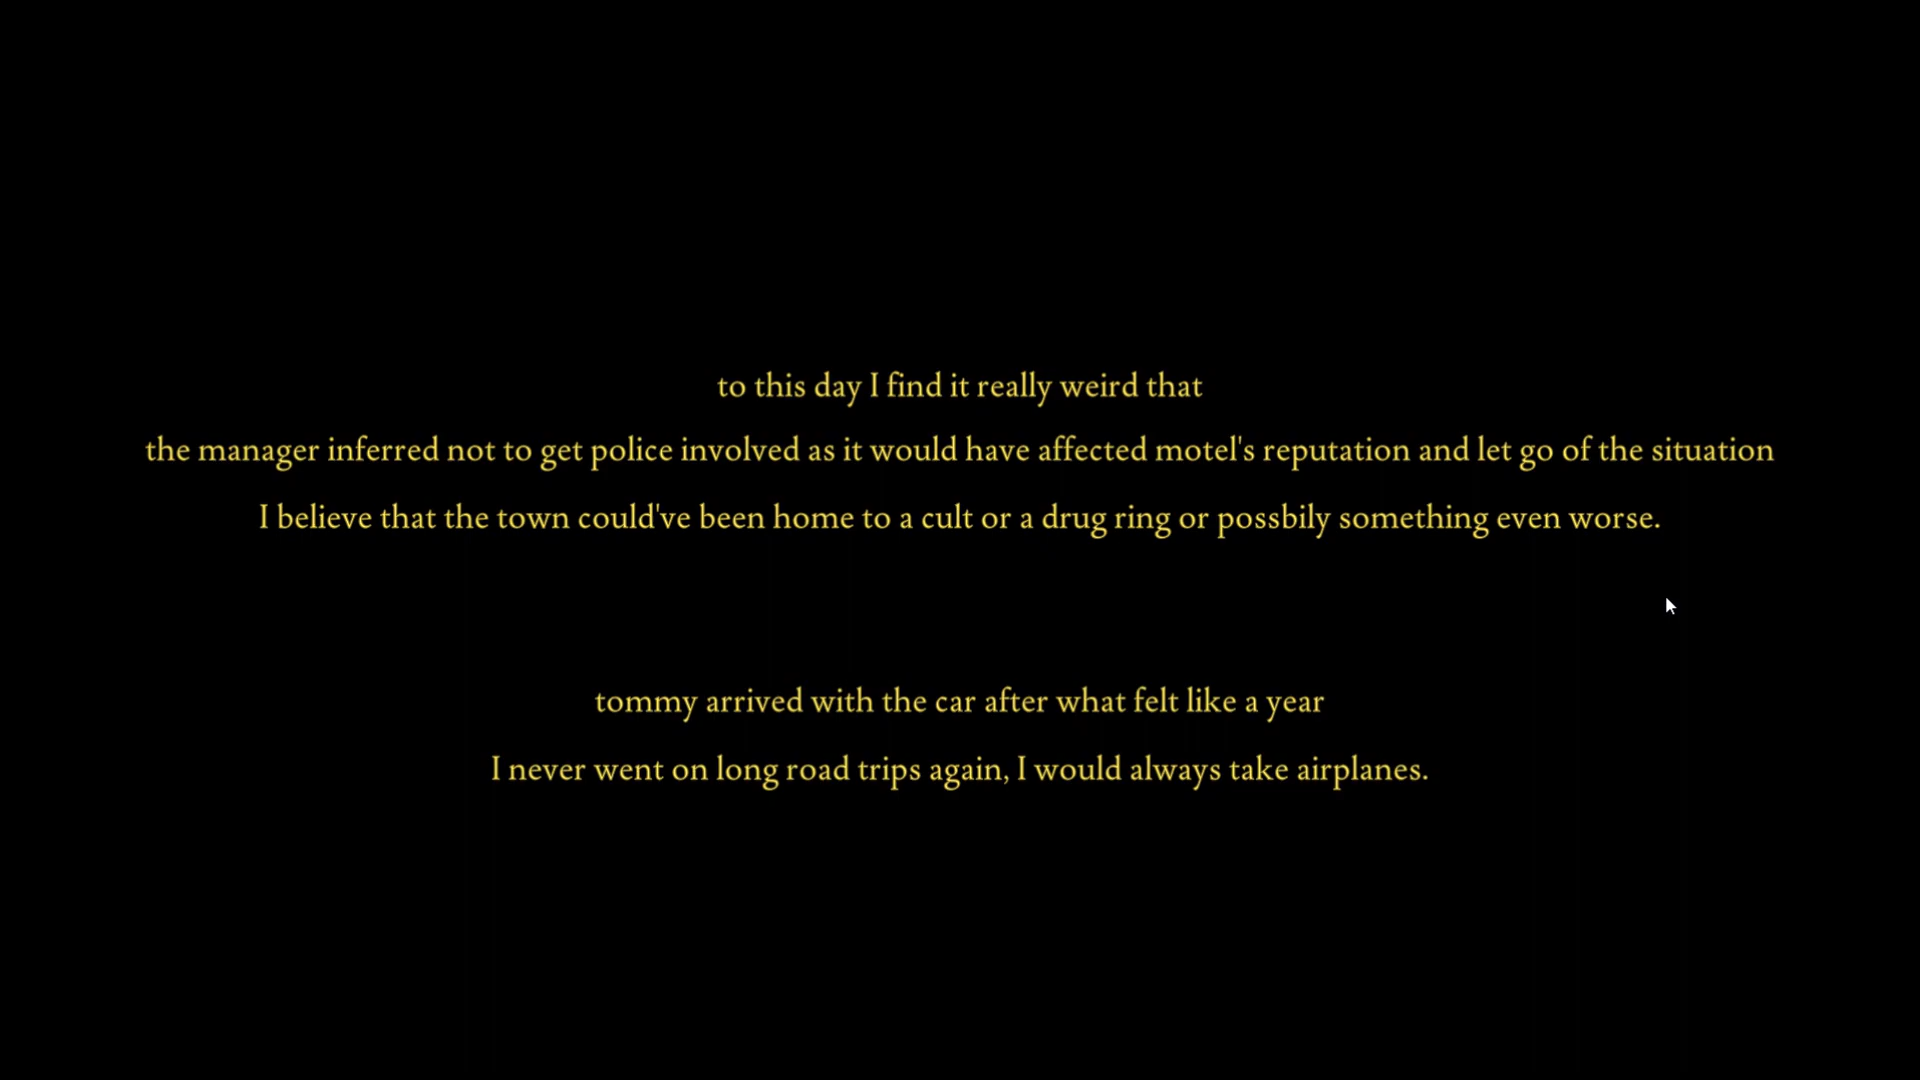 to this day I find it really weird that
the manager inferred not to get police involved as it would have affected motel's reputation and let go of the situation
I believe that the town could've been home to a cult or a drug ring or possbily something even worse.
tommy arrived with the car after what felt like a year
I never went on long road trips again, I would always take airplanes.